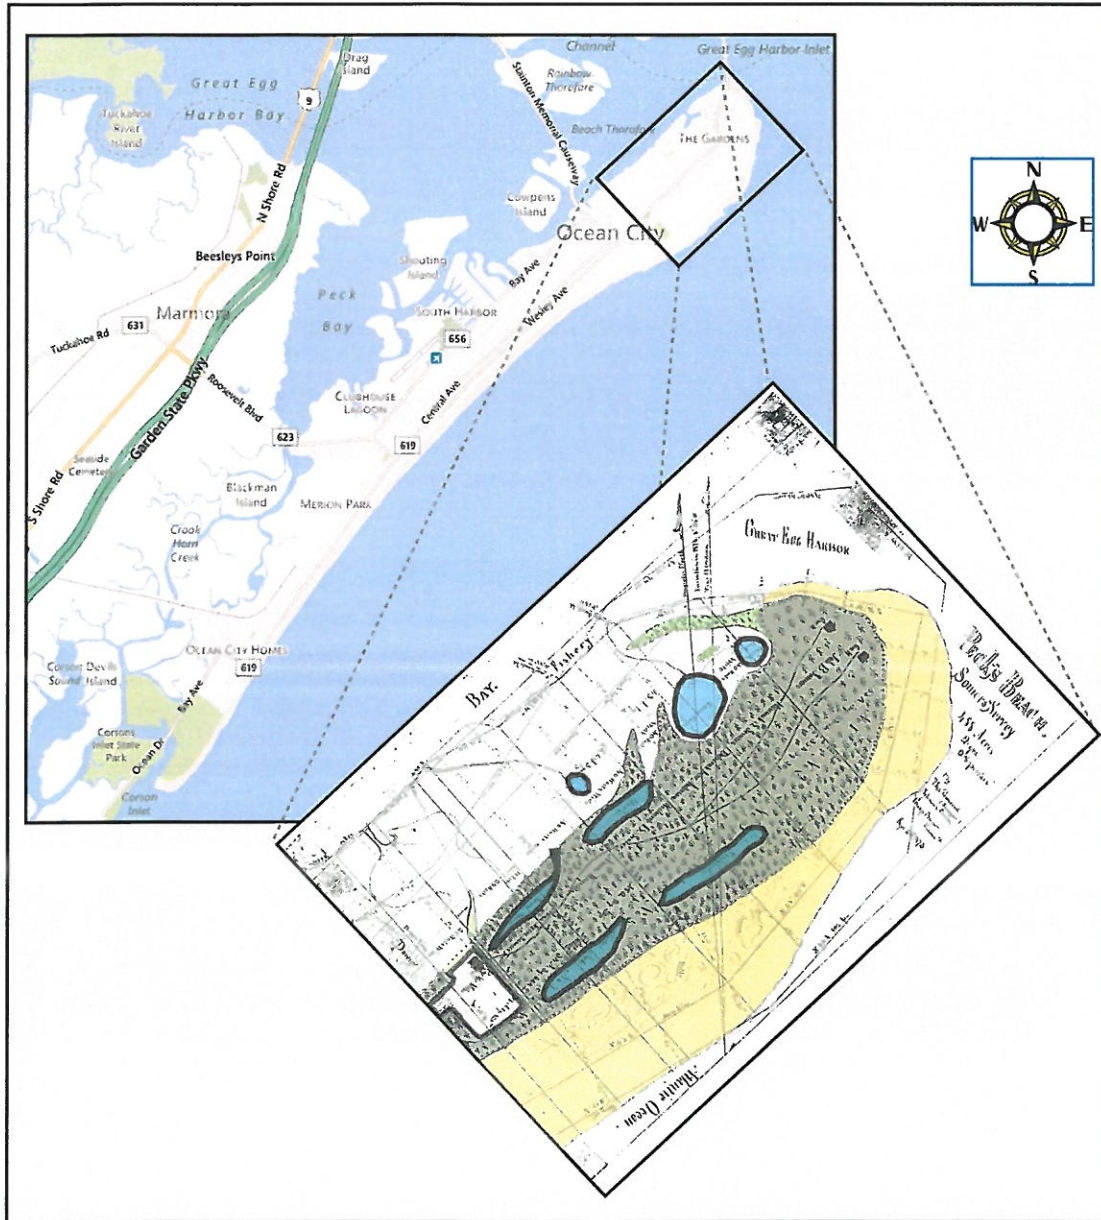 Great Egg
Harbor Bay
9
Drag
Island
Channel
Great Egg Harbor Inlet
Rainbow
Thorofare
Stainton Memorial Causeway
Beach Thorofare
THE GARDENS
Tuckahoe
River
Island
N Shore Rd
Cowpens
Island
Ocean City
Beesleys Point
Shooting
Island
Bay Ave
Wesley Ave
Peck
Bay
SOUTH HARBOR
656
Marmora
631
Tuckahoe Rd
Garden State Pkwy
Roosevelt Blvd
CLUBHOUSE
LAGOON
Central Ave
623
619
Seaside
Cemetery
S Shore Rd
Blackman
Island
MERION PARK
Crook
Horn
Creek
OCEAN CITY HOMES
619
Corson Devils
Sound Island
Bay Ave
Corsons
Inlet State
Park
Ocean Dr
Corson
Inlet
N
W
E
S
GREAT EGG HARBOR
Peck's BEACH.
Somers Survey
BAY.
Fishery
Atlantic Ocean.